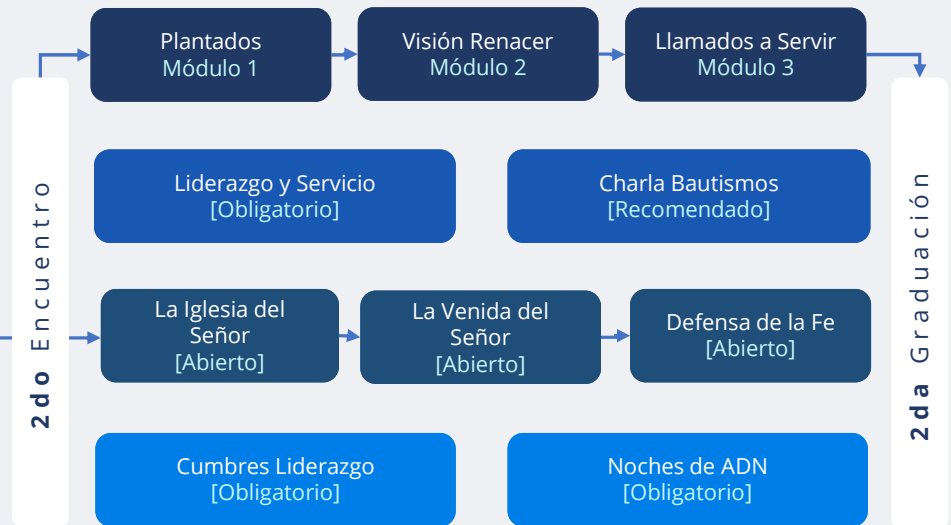 Plantados
Módulo 1
Visión Renacer
Módulo 2
Llamados a Servir
Módulo 3
2do Encuentro
Liderazgo y Servicio
[Obligatorio]
Charla Bautismos
[Recomendado]
2da Graduación
La Iglesia del
Señor
[Abierto]
La Venida del
Señor
[Abierto]
Defensa de la Fe
[Abierto]
Cumbres Liderazgo
[Obligatorio]
Noches de ADN
[Obligatorio]